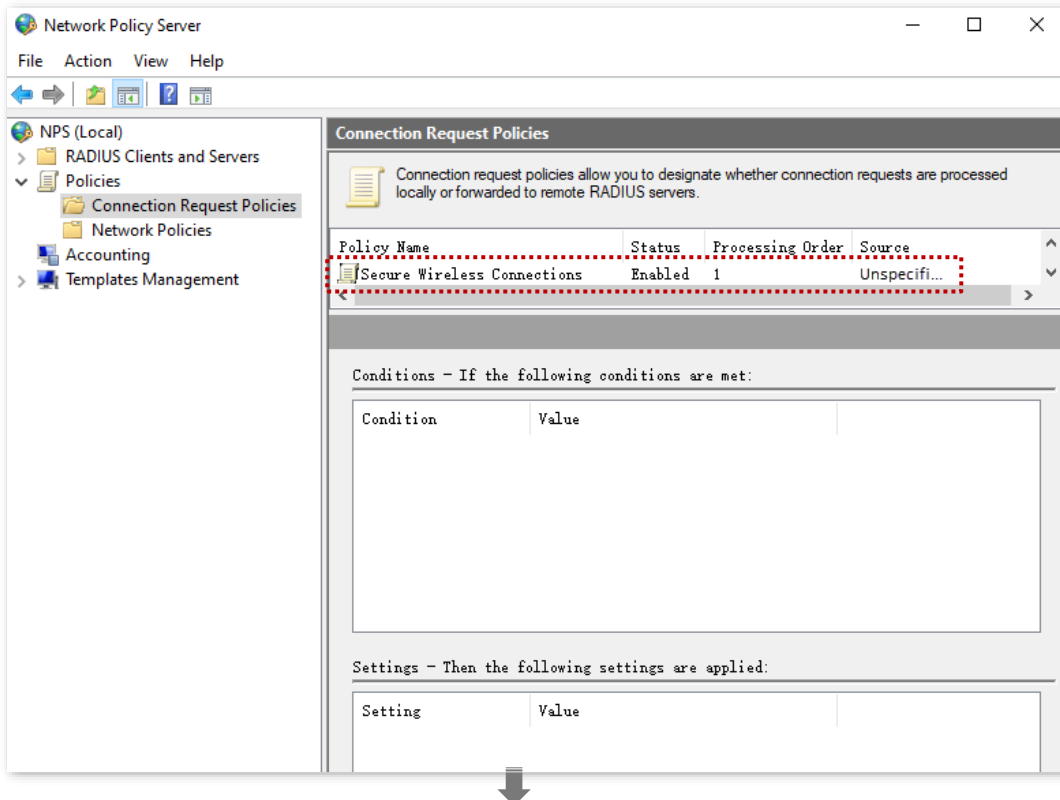 Network Policy Server
File Action View Help
NPS (Local)
RADIUS Clients and Servers
Policies
Connection Request Policies
Network Policies
Accounting
Templates Management
Connection Request Policies
Connection request policies allow you to designate whether connection requests are processed
locally or forwarded to remote RADIUS servers.
Policy Name Status Processing Order Source
Secure Wireless Connections Enabled 1 Unspecifi...
Conditions - If the following conditions are met:
Condition Value
Settings - Then the following settings are applied:
Setting Value